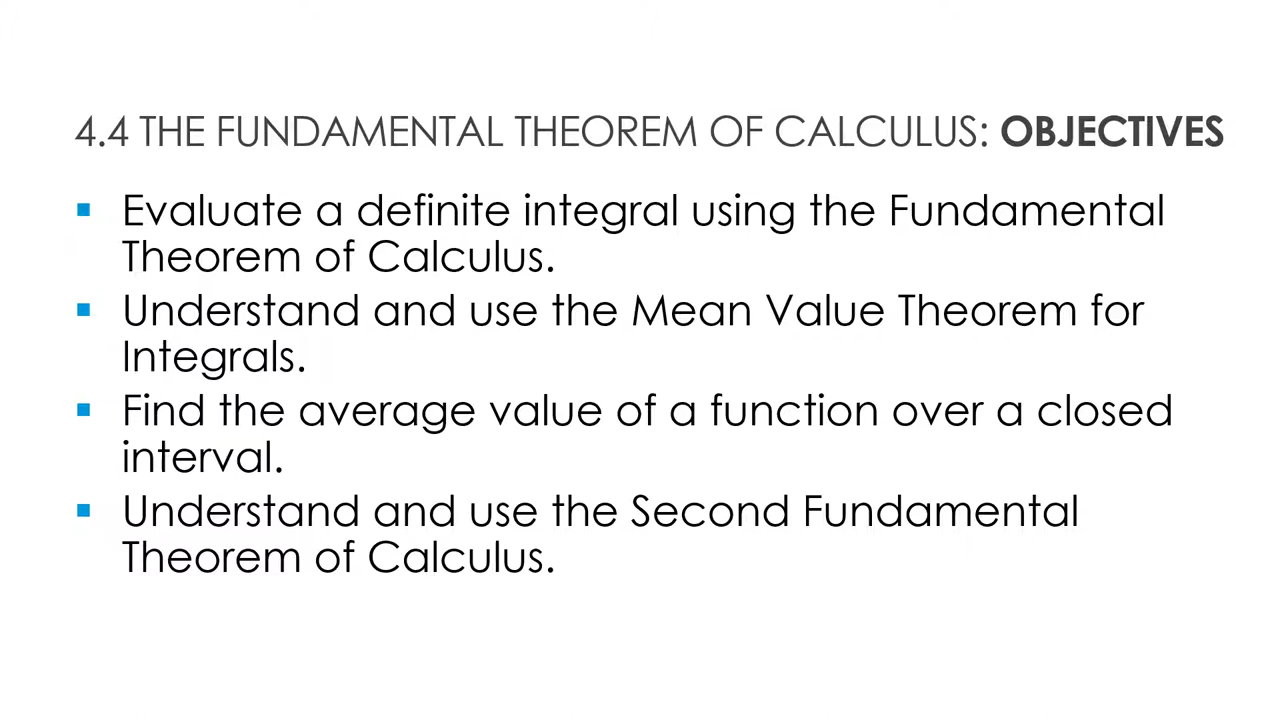 4.4 THE FUNDAMENTAL THEOREM OF CALCULUS: OBJECTIVES
▪ Evaluate a definite integral using the Fundamental
Theorem of Calculus.
▪ Understand and use the Mean Value Theorem for
Integrals.
▪ Find the average value of a function over a closed
interval.
▪ Understand and use the Second Fundamental
Theorem of Calculus.